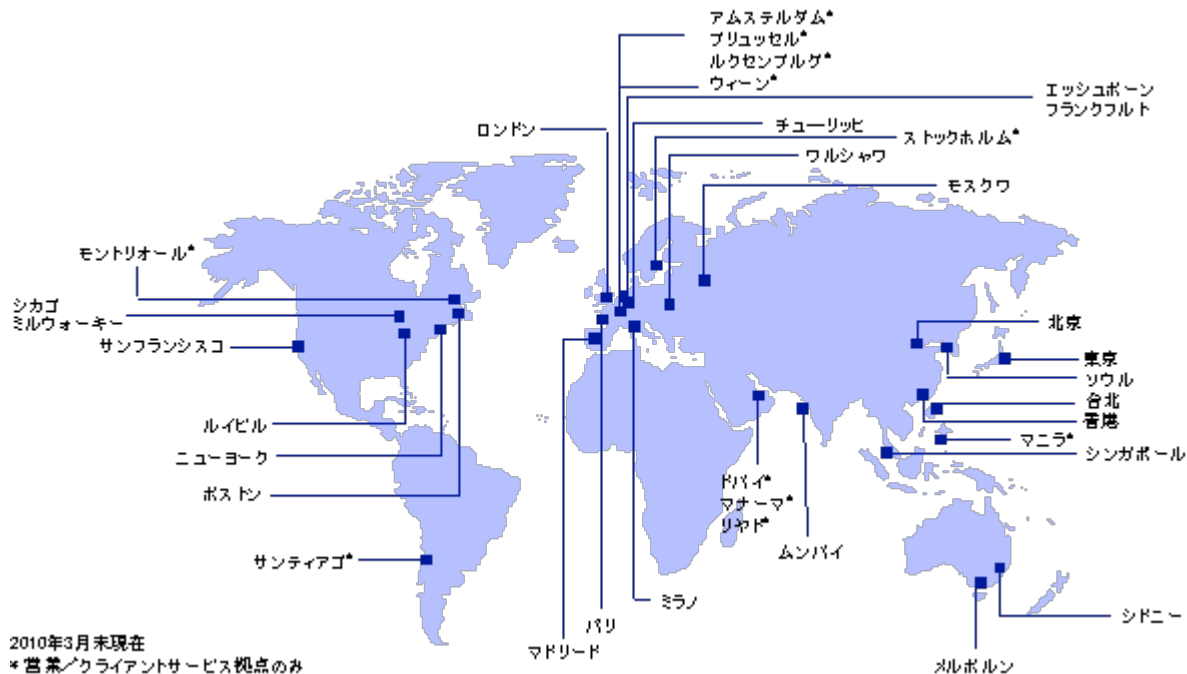 アムステルダム*
ブリュッセル*
ルクセンブルグ*
ウィーン*
エッシュボーン
フランクフルト
ロンドン
チューリッヒ
ストックホルム*
ワルシャワ
モスクワ
モントリオール*
シカゴ
ミルウォーキー
サンフランシスコ
北京
東京
ソウル
台北
香港
マニラ*
シンガポール
ルイビル
ニューヨーク
ボストン
ドバイ*
マナーマ*
リヤド*
ムンバイ
サンティアゴ*
ミラノ
パリ
マドリード
シドニー
メルボルン
2010年3月末現在
*営業/クライアントサービス拠点のみ